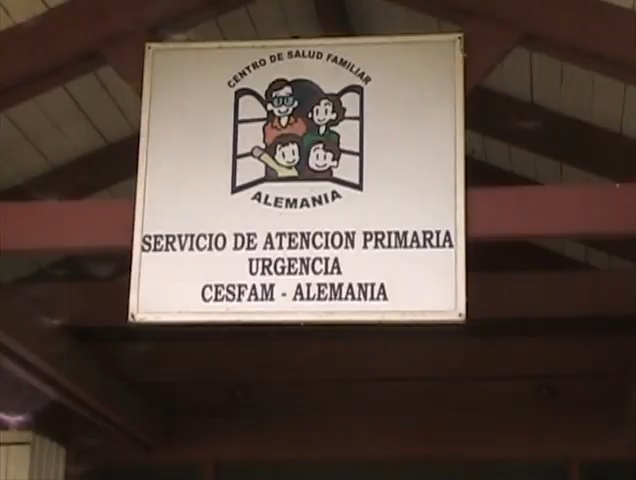 CENTRO DE SALUD FAMILIAR
ALEMANIA
SERVICIO DE ATENCION PRIMARIA
URGENCIA
CESFAM - ALEMANIA